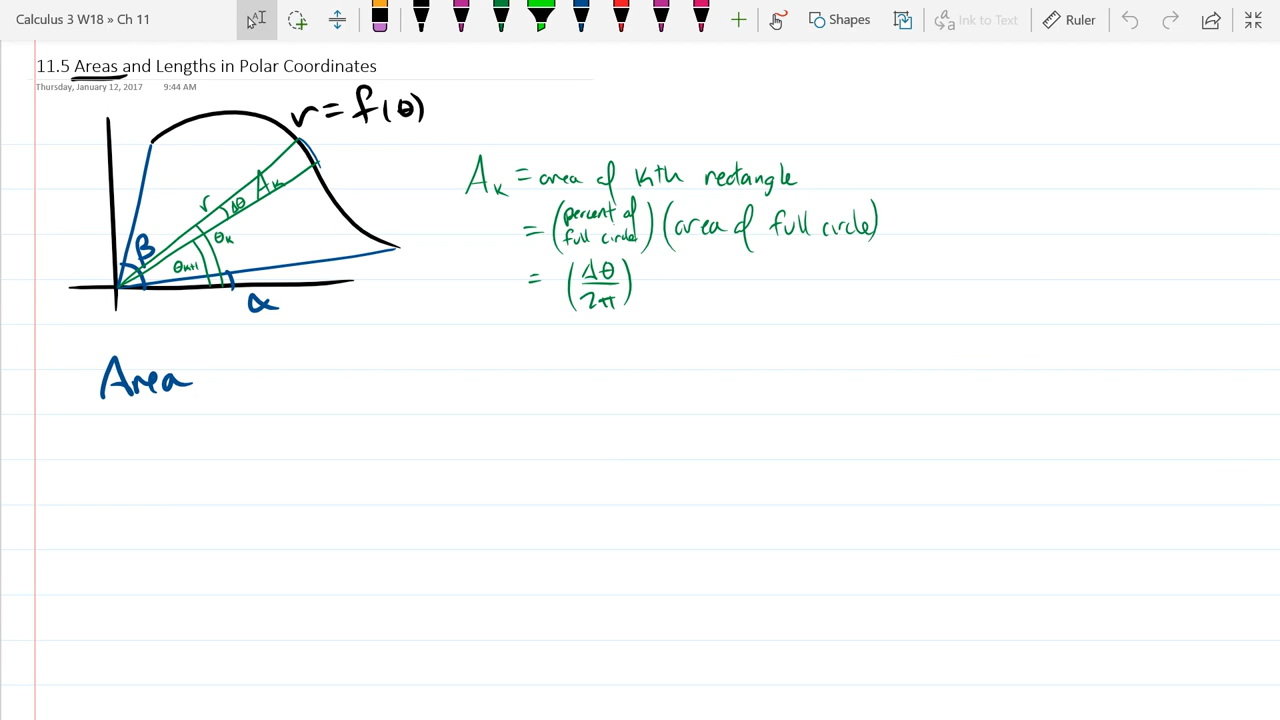 Calculus 3 W18 » Ch 11
Ink to Text
Shapes
Ruler
11.5 Areas and Lengths in Polar Coordinates
Thursday, January 12, 2017 9:44 AM
r = f(θ)
A_k = area of kth rectangle
= (percent of full circle) (area of full circle)
= (Δθ/2π)
r
Δθ
A_k
β
θ_k
θ_k+1
α
Area